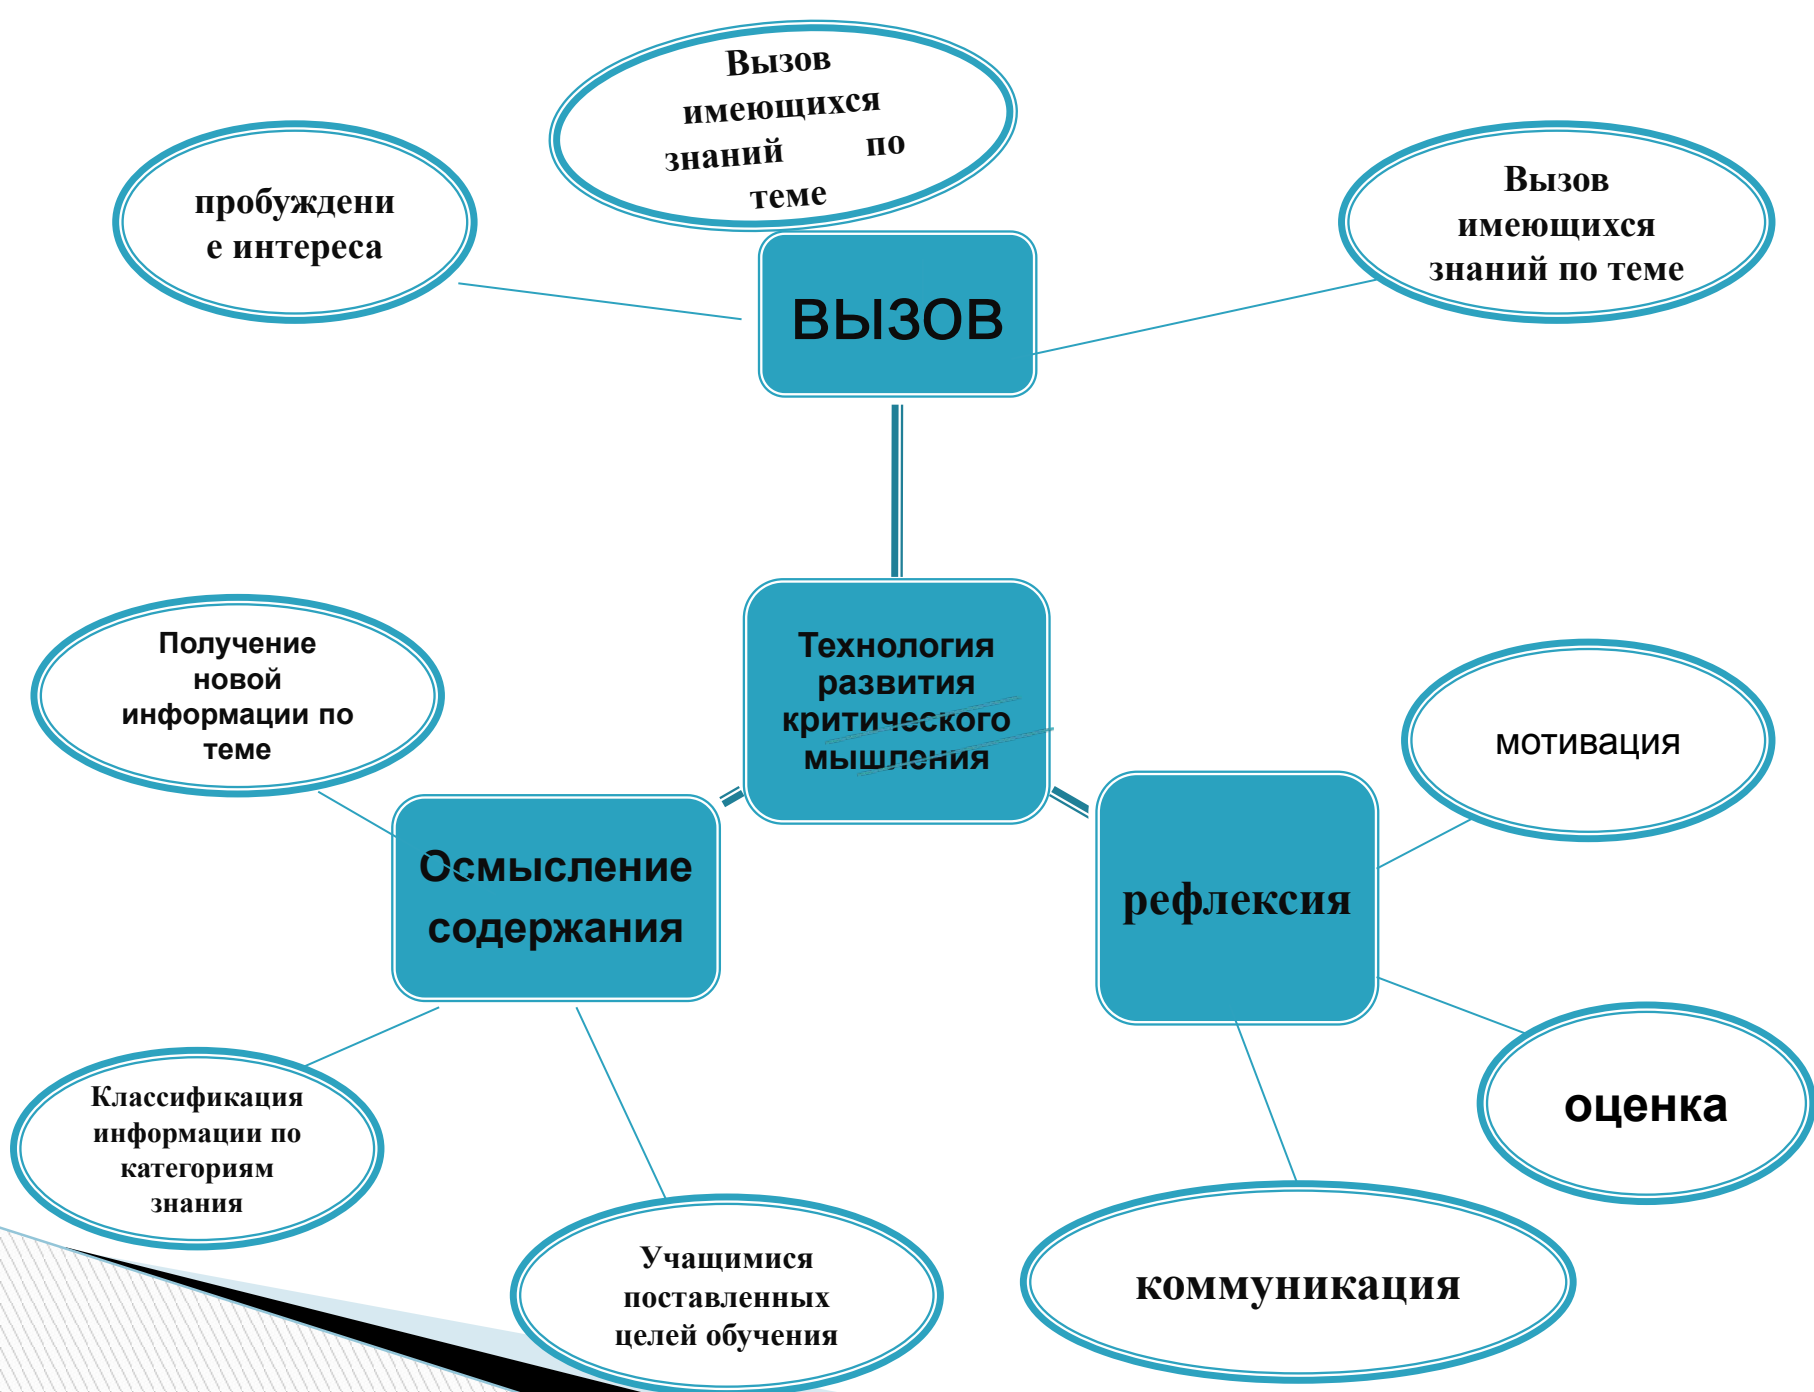 Вызов
имеющихся
знаний по
теме
пробуждени
е интереса
Вызов
имеющихся
знаний по теме
ВЫЗОВ
Технология
развития
критического
мышления
Получение
новой
информации по
теме
Осмысление
содержания
рефлексия
мотивация
оценка
Классификация
информации по
категориям
знания
Учащимися
поставленных
целей обучения
коммуникация